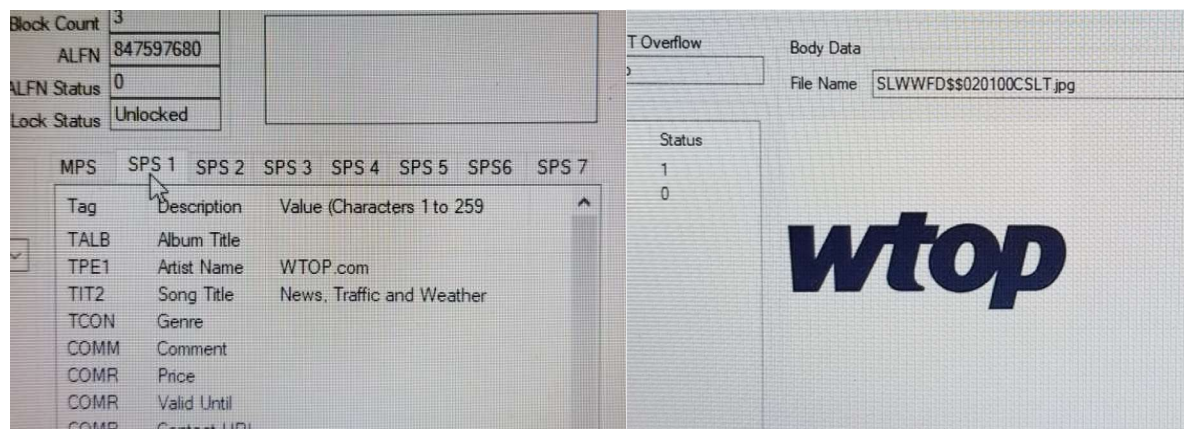 Block Count 3
ALFN 847597680
ALFN Status 0
Lock Status Unlocked
MPS SPS 1 SPS 2 SPS 3 SPS 4 SPS 5 SPS6 SPS 7
Tag Description Value (Characters 1 to 259
TALB Album Title
TPE1 Artist Name WTOP.com
TIT2 Song Title News, Traffic and Weather
TCON Genre
COMM Comment
COMR Price
COMR Valid Until
COMR Contact URL
T Overflow
Body Data
File Name SLWWFD$$020100CSLT.jpg
Status
1
0
wtop